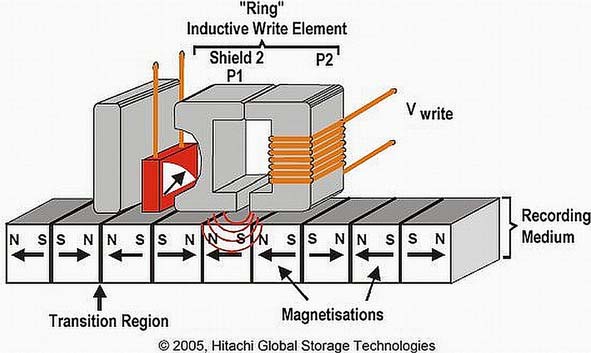 "Ring"
Inductive Write Element
Shield 2
P1
P2
V write
Recording
Medium
N S S N N S S N N S N S S N N S S N
Magnetisations
Transition Region
© 2005, Hitachi Global Storage Technologies